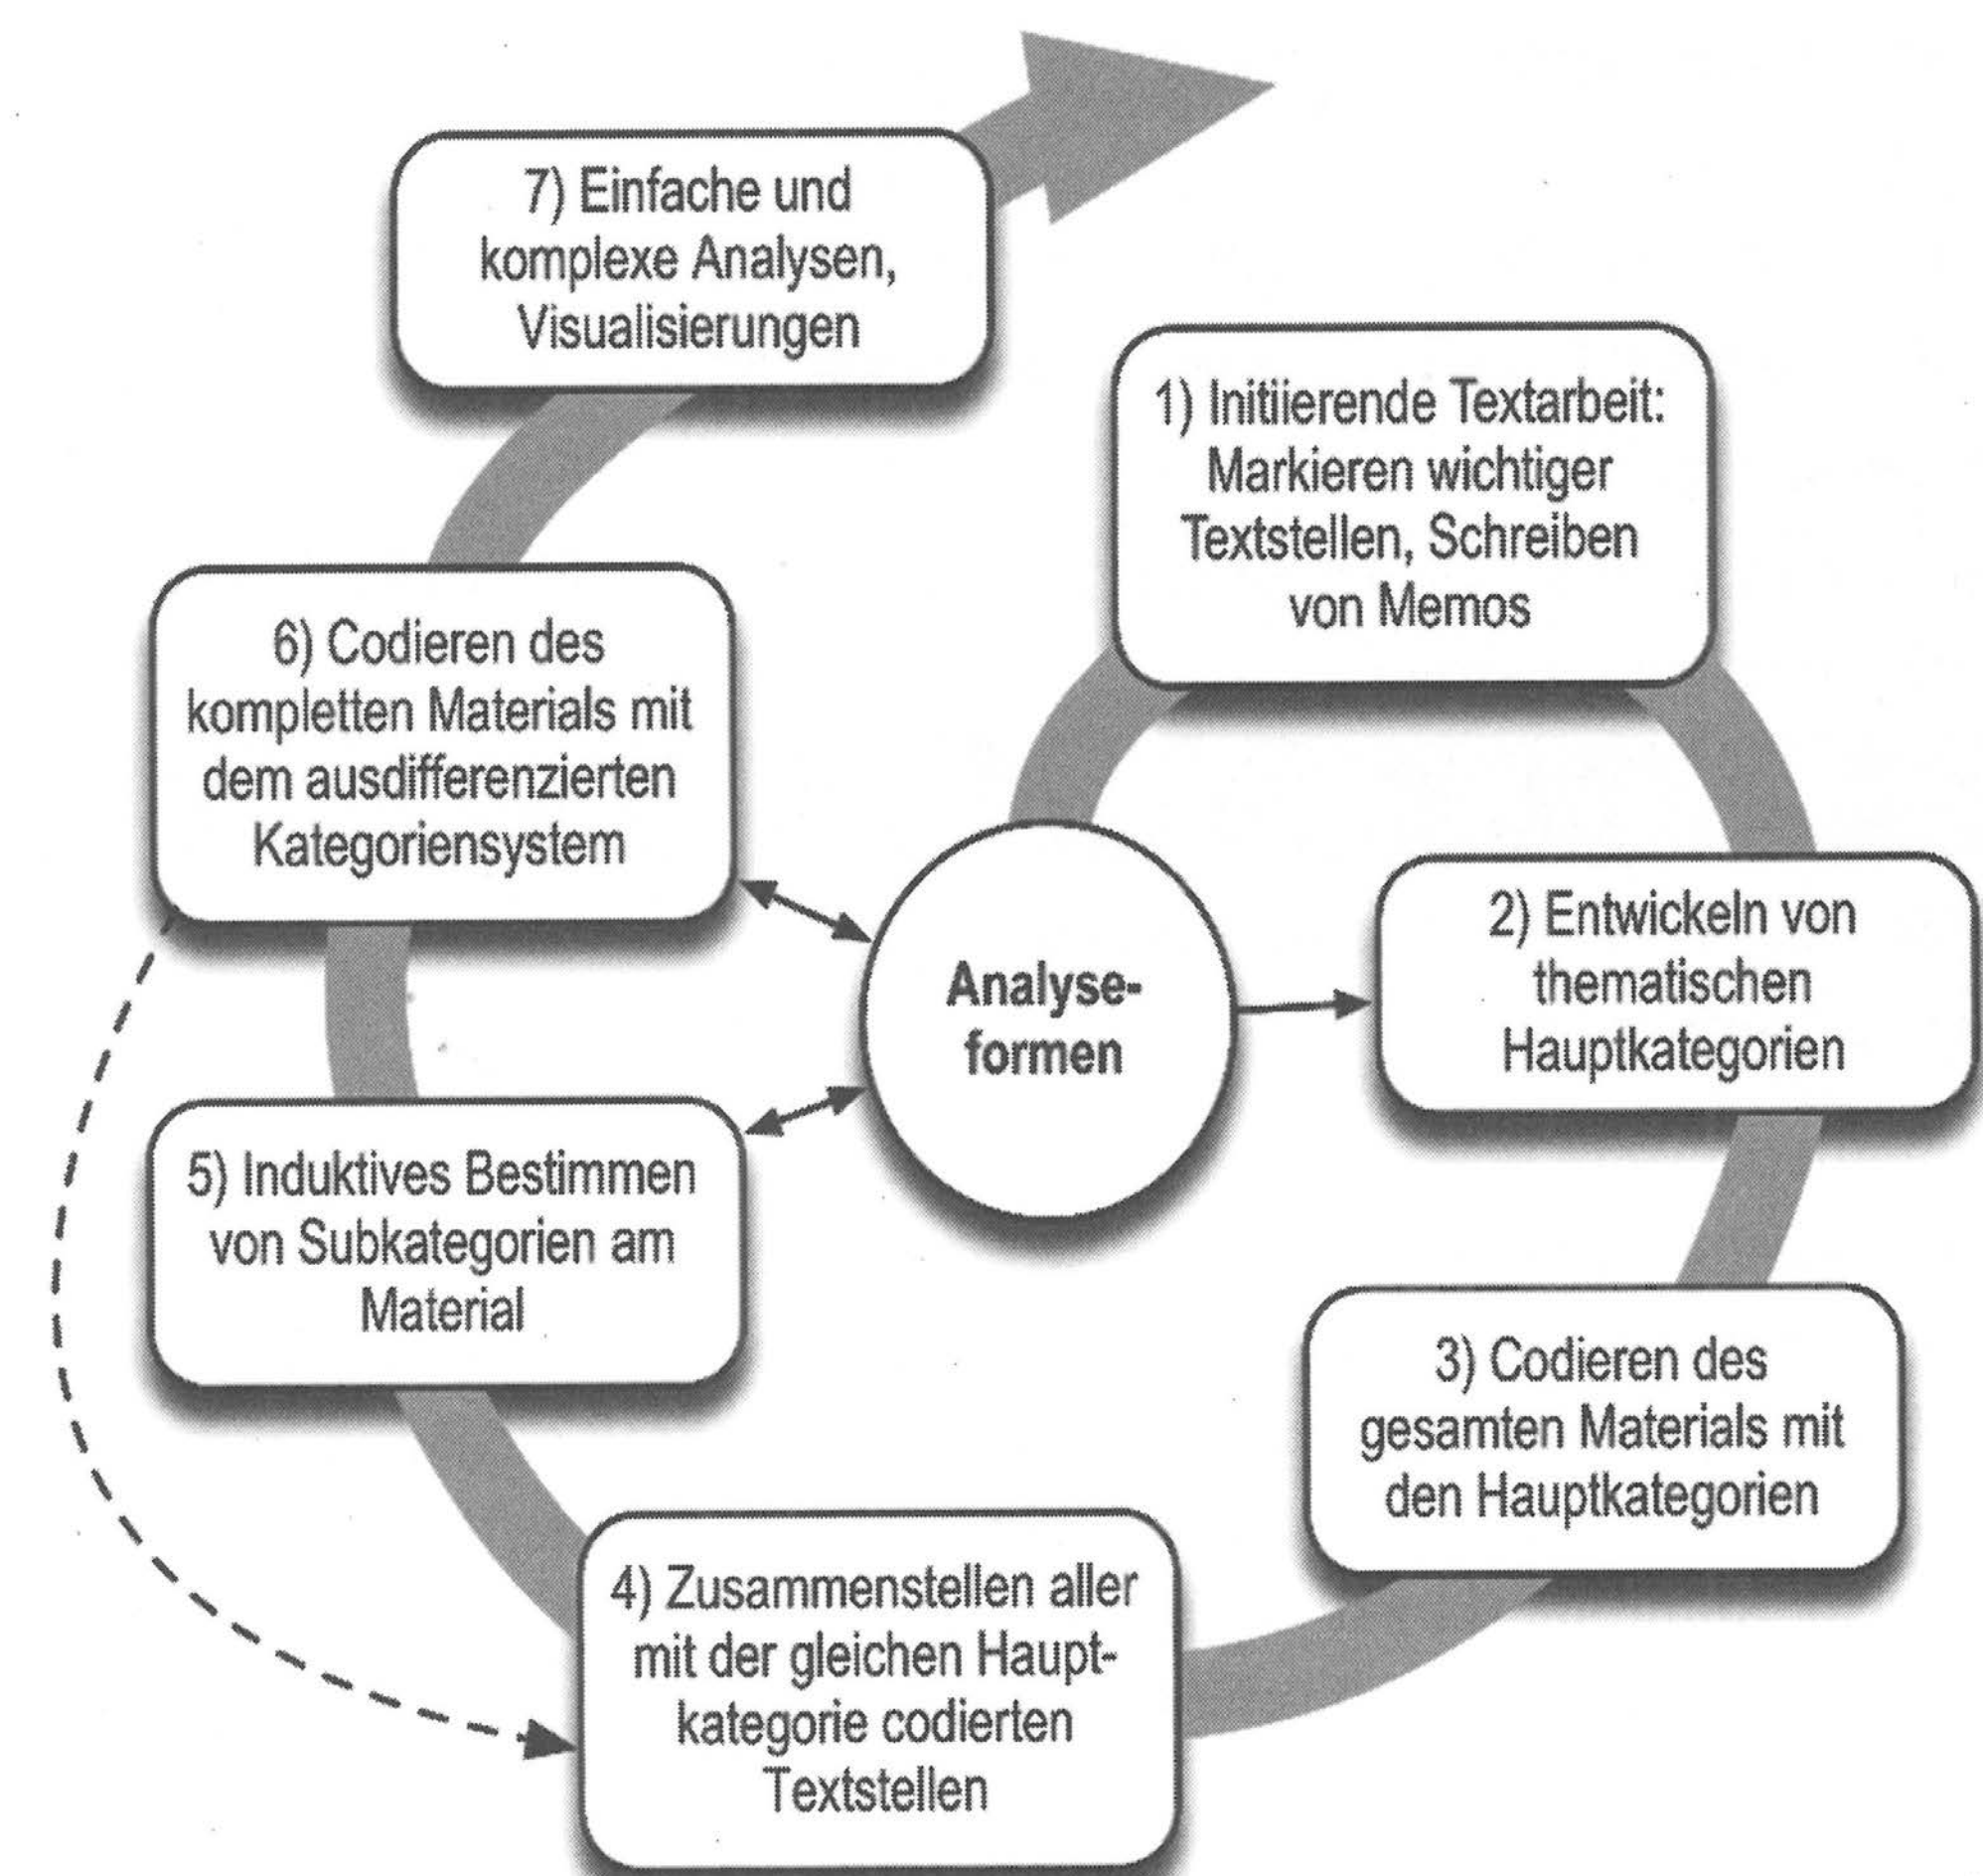 7) Einfache und
komplexe Analysen,
Visualisierungen
1) Initiierende Textarbeit:
Markieren wichtiger
Textstellen, Schreiben
von Memos
6) Codieren des
kompletten Materials mit
dem ausdifferenzierten
Kategoriensystem
Analyse-
formen
2) Entwickeln von
thematischen
Hauptkategorien
5) Induktives Bestimmen
von Subkategorien am
Material
3) Codieren des
gesamten Materials mit
den Hauptkategorien
4) Zusammenstellen aller
mit der gleichen Haupt-
kategorie codierten
Textstellen